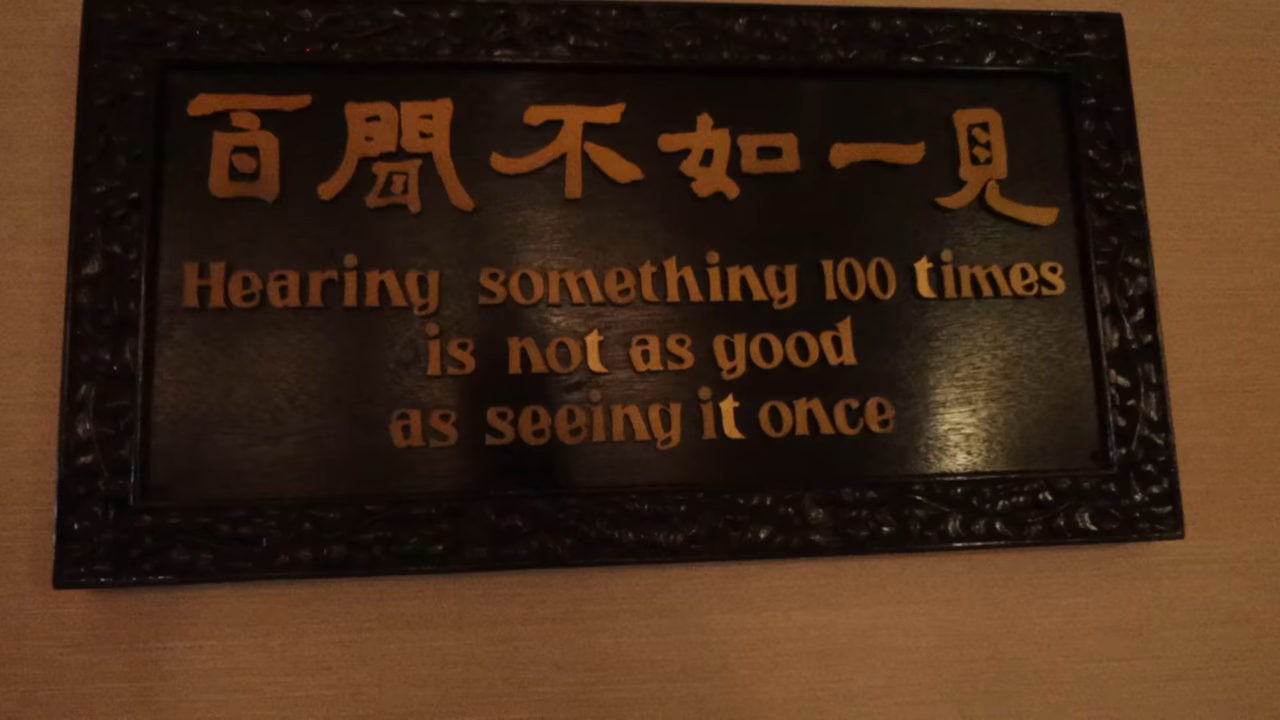 百聞不如一見
Hearing something 100 times
is not as good
as seeing it once